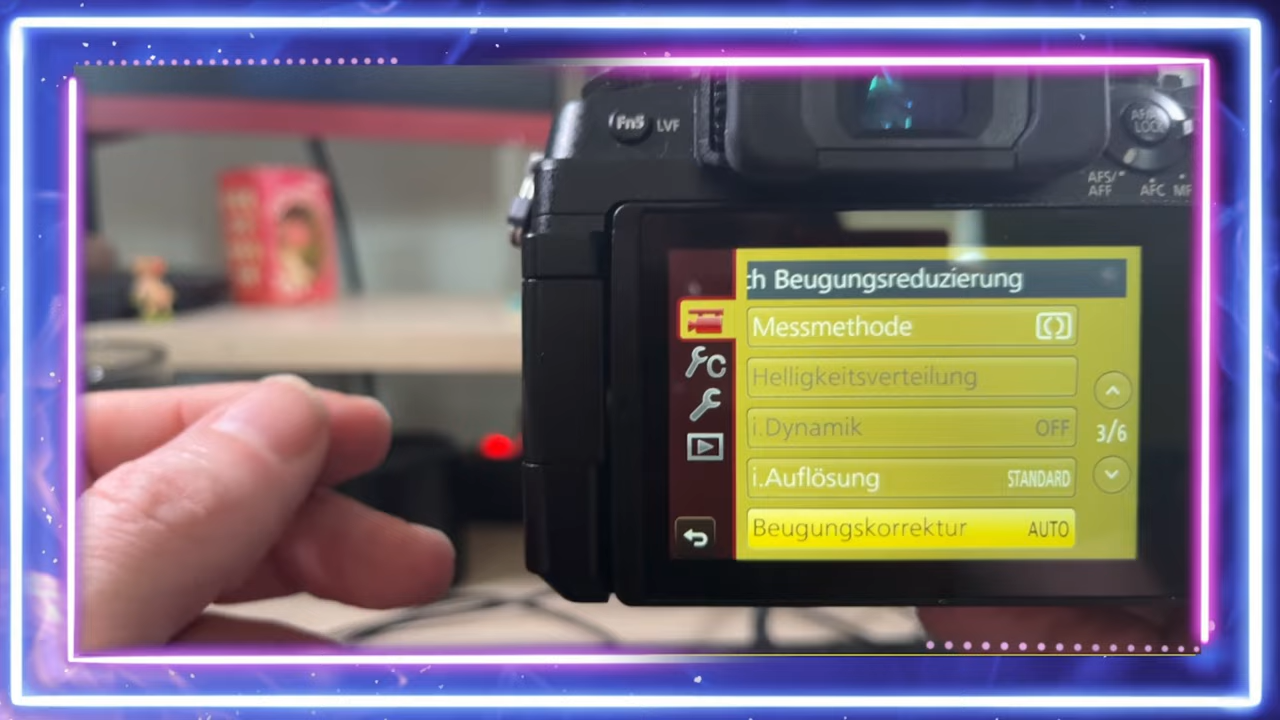 Fn5 LVF
AF/AE
LOCK
AFS/
AFF
AFC MF
ch Beugungsreduzierung
Messmethode
Helligkeitsverteilung
i.Dynamik OFF
i.Auflösung STANDARD
Beugungskorrektur AUTO
3/6
C